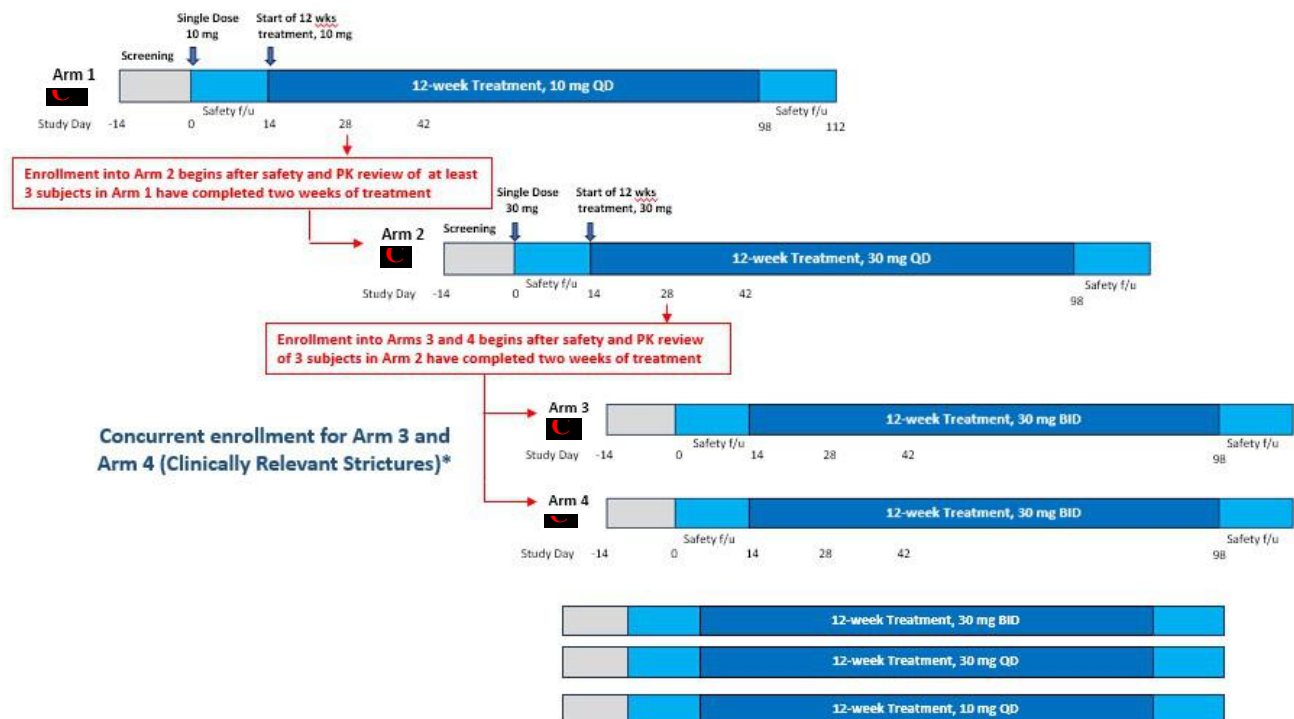 Single Dose
10 mg
Start of 12 wks
treatment, 10 mg
Screening
Arm 1
C
12-week Treatment, 10 mg QD
Safety f/u
Safety f/u
Study Day -14 0 14 28 42 98 112
Enrollment into Arm 2 begins after safety and PK review of at least
3 subjects in Arm 1 have completed two weeks of treatment
Single Dose
30 mg
Start of 12 wks
treatment, 30 mg
Screening
Arm 2
C
12-week Treatment, 30 mg QD
Safety f/u
Safety f/u
Study Day -14 0 14 28 42 98
Enrollment into Arms 3 and 4 begins after safety and PK review
of 3 subjects in Arm 2 have completed two weeks of treatment
Concurrent enrollment for Arm 3 and
Arm 4 (Clinically Relevant Strictures)*
Arm 3
C
12-week Treatment, 30 mg BID
Safety f/u
Safety f/u
Study Day -14 0 14 28 42 98
Arm 4
12-week Treatment, 30 mg BID
Safety f/u
Safety f/u
Study Day -14 0 14 28 42 98
12-week Treatment, 30 mg BID
12-week Treatment, 30 mg QD
12-week Treatment, 10 mg QD